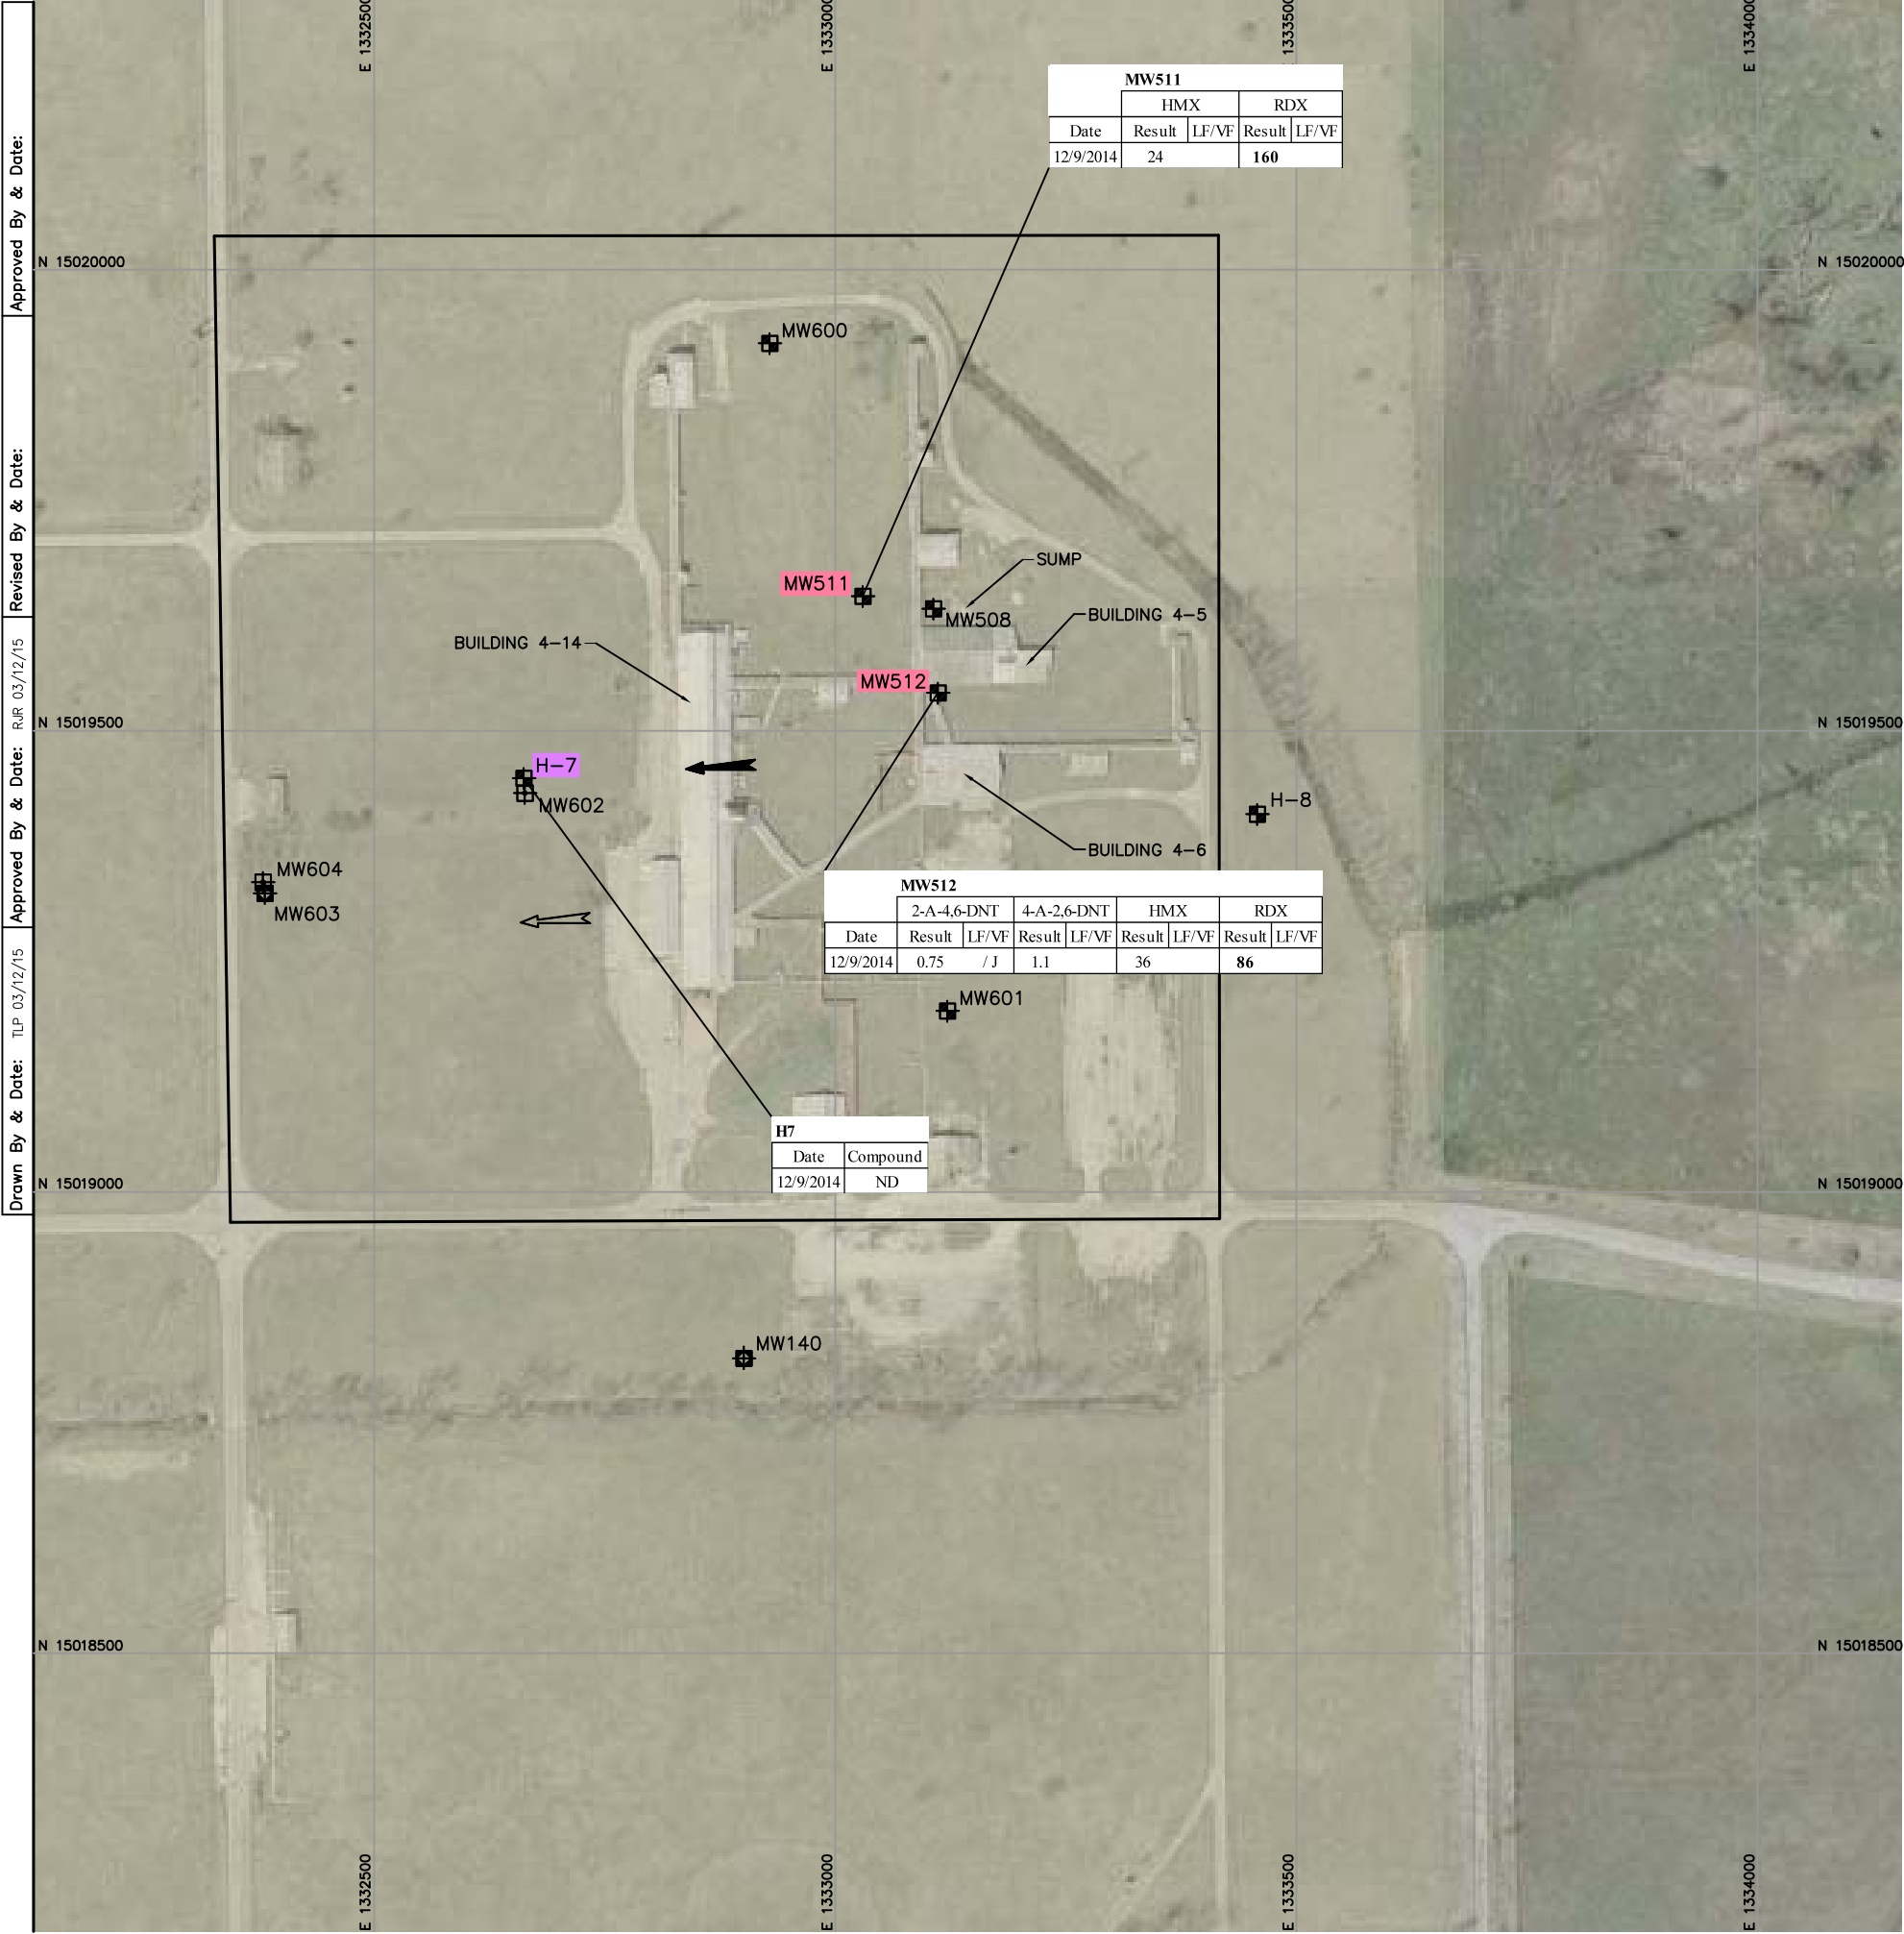 E 1332500
E 1333000
E 1333500
E 1334000
MW511
HMX RDX
Date Result LF/VF Result LF/VF
12/9/2014 24 160
N 15020000
N 15020000
MW600
SUMP
MW511
MW508
BUILDING 4-5
BUILDING 4-14
MW512
N 15019500
N 15019500
H-7
MW602
H-8
BUILDING 4-6
MW604
MW603
MW512
2-A-4,6-DNT 4-A-2,6-DNT HMX RDX
Date Result LF/VF Result LF/VF Result LF/VF Result LF/VF
12/9/2014 0.75 / J 1.1 36 86
MW601
H7
Date Compound
12/9/2014 ND
N 15019000
N 15019000
MW140
N 15018500
N 15018500
E 1332500
E 1333000
E 1333500
E 1334000
Drawn By & Date: TLP 03/12/15
Approved By & Date: RJR 03/12/15
Revised By & Date:
Approved By & Date: